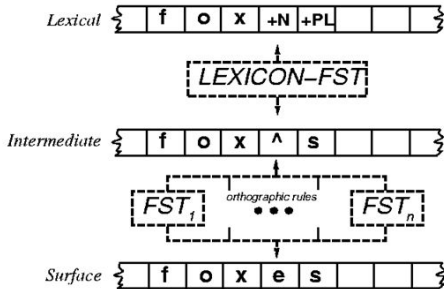 Lexical f o x +N +PL
LEXICON–FST
Intermediate f o x ^ s
orthographic rules
FST1 ••• FSTn
Surface f o x e s